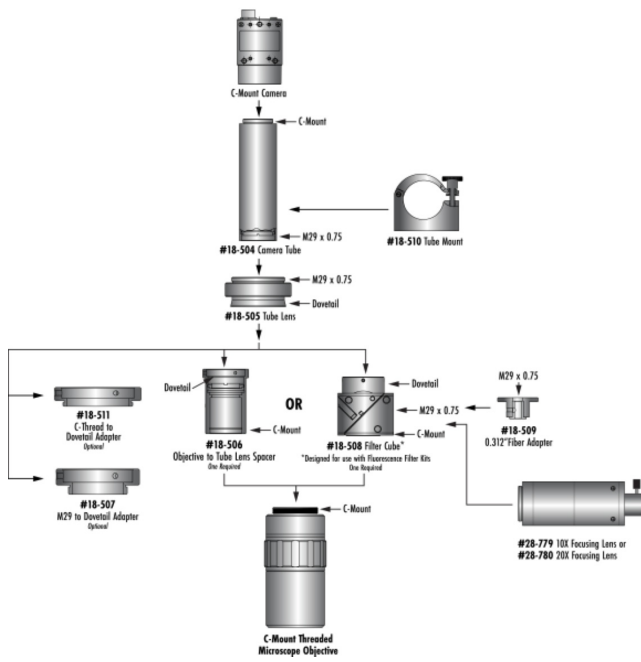 C-Mount Camera
C-Mount
M29 x 0.75
#18-504 Camera Tube
#18-510 Tube Mount
M29 x 0.75
Dovetail
#18-505 Tube Lens
Dovetail
C-Mount
#18-506
Objective to Tube Lens Spacer
One Required
OR
Dovetail
M29 x 0.75
C-Mount
#18-508 Filter Cube*
*Designed for use with Fluorescence Filter Kits
One Required
M29 x 0.75
#18-509
0.312" Fiber Adapter
#18-511
C-Thread to
Dovetail Adapter
Optional
#18-507
M29 to Dovetail Adapter
Optional
#28-779 10X Focusing Lens or
#28-780 20X Focusing Lens
C-Mount
C-Mount Threaded
Microscope Objective